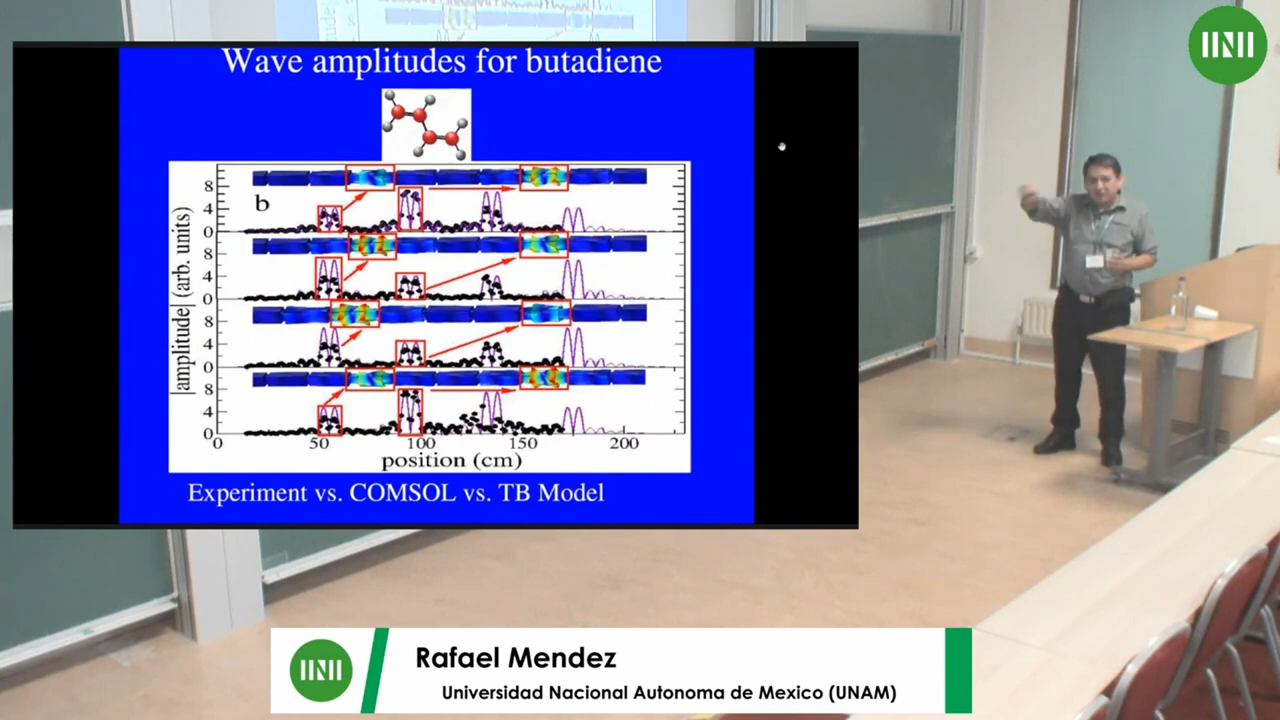 Wave amplitudes for butadiene
b
8
4
0
8
4
0
8
4
0
8
4
0
|amplitude| (arb. units)
0 50 100 150 200
position (cm)
Experiment vs. COMSOL vs. TB Model
Rafael Mendez
Universidad Nacional Autonoma de Mexico (UNAM)